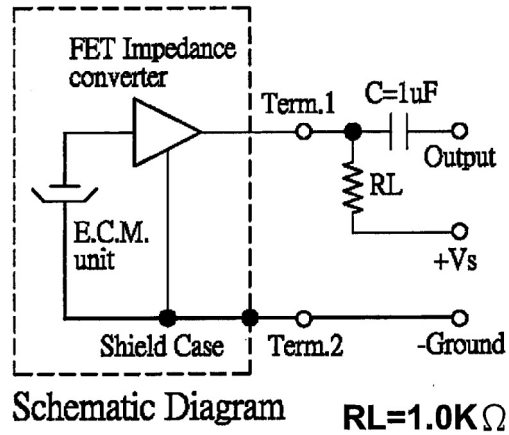 FET Impedance
converter
Term.1
C=1uF
Output
RL
+Vs
E.C.M.
unit
Shield Case
Term.2
-Ground
Schematic Diagram
RL=1.0KΩ